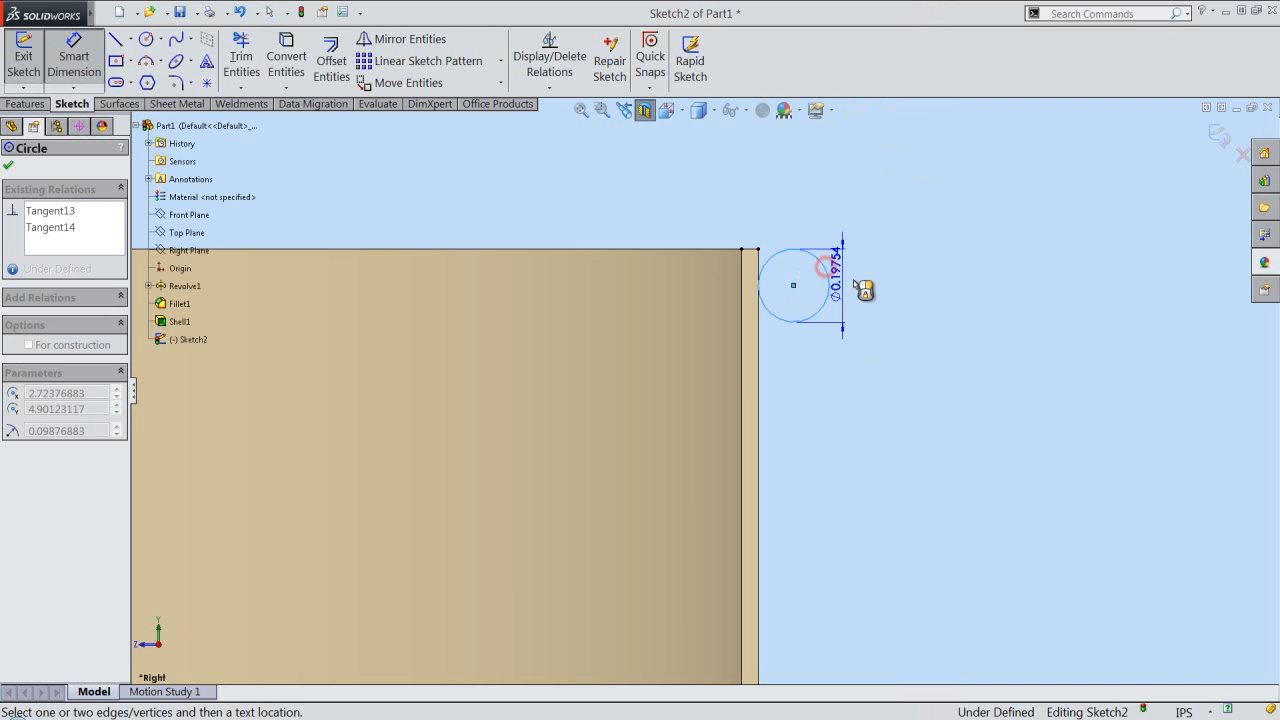 SOLIDWORKS
Sketch2 of Part1 *
Search Commands
Exit Sketch
Smart Dimension
Trim Entities
Convert Entities
Offset Entities
Mirror Entities
Linear Sketch Pattern
Move Entities
Display/Delete Relations
Repair Sketch
Quick Snaps
Rapid Sketch
Features
Sketch
Surfaces
Sheet Metal
Weldments
Data Migration
Evaluate
DimXpert
Office Products
Circle
?
Existing Relations
Tangent13
Tangent14
Under Defined
Add Relations
Options
For construction
Parameters
2.72376883
4.90123117
0.09876883
Part1 (Default<<Default>_...
History
Sensors
Annotations
Material <not specified>
Front Plane
Top Plane
Right Plane
Origin
Revolve1
Fillet1
Shell1
(-) Sketch2
∅0.19754
Y
Z
*Right
Model
Motion Study 1
Select one or two edges/vertices and then a text location.
Under Defined
Editing Sketch2
IPS